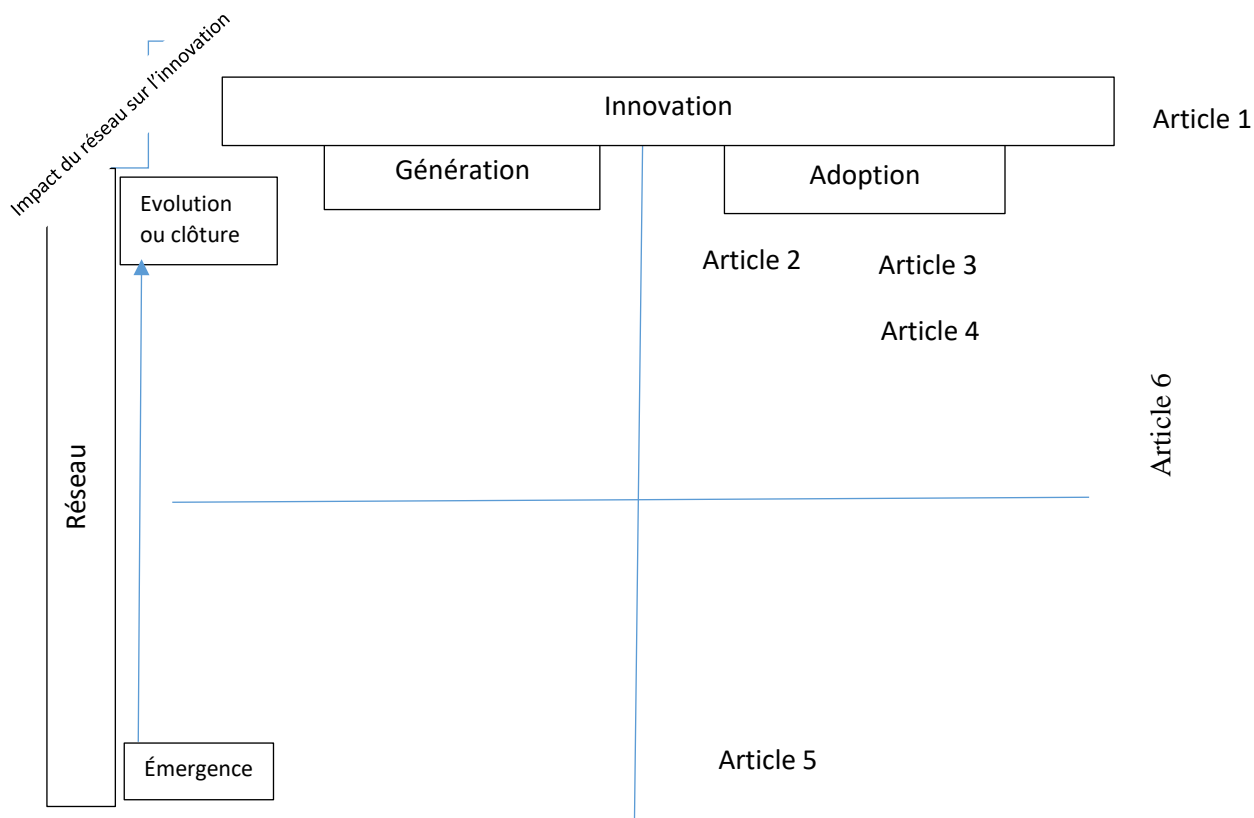 Impact du réseau sur l'innovation
Innovation
Article 1
Génération
Adoption
Evolution
ou clôture
Article 2
Article 3
Article 4
Article 6
Réseau
Émergence
Article 5